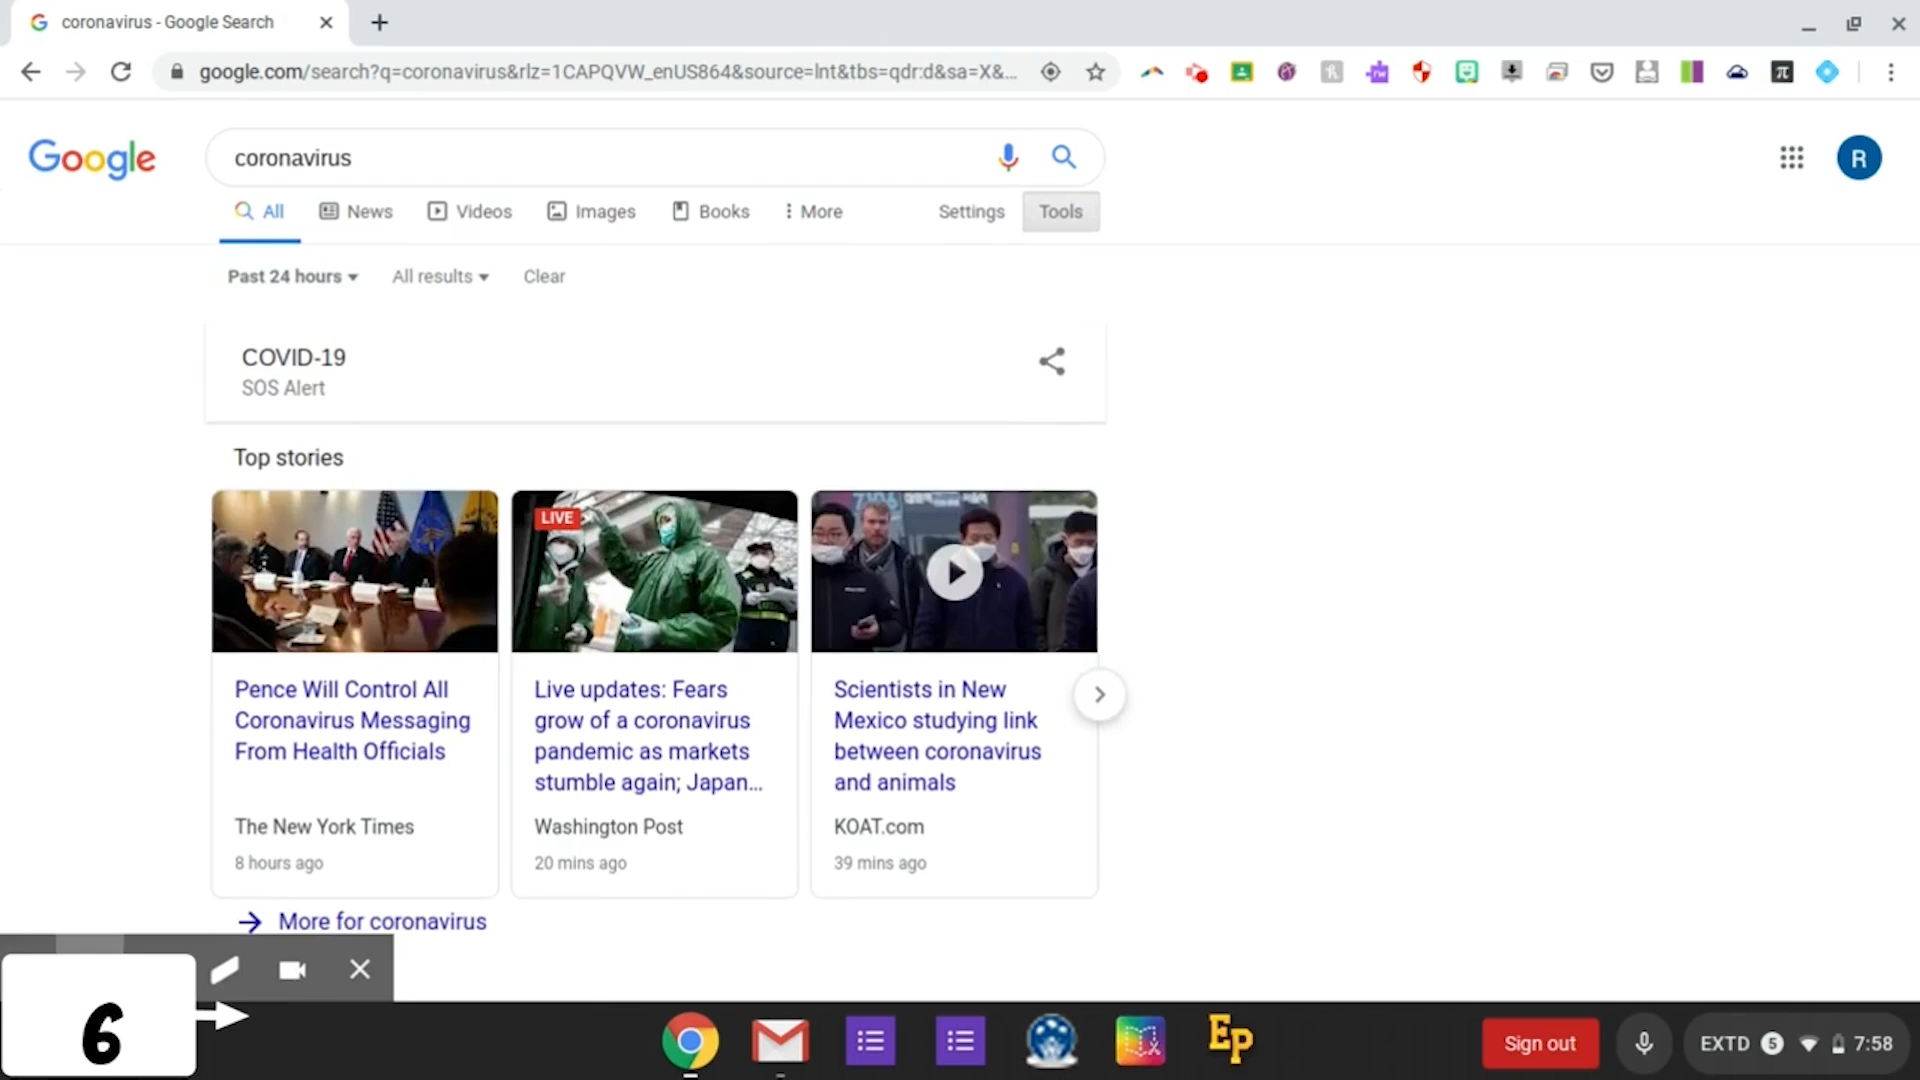 coronavirus - Google Search
google.com/search?q=coronavirus&rlz=1CAPQVW_enUS864&source=lnt&tbs=qdr:d&sa=X&...
Google
coronavirus
R
All
News
Videos
Images
Books
More
Settings
Tools
Past 24 hours
All results
Clear
COVID-19
SOS Alert
Top stories
LIVE
Pence Will Control All
Coronavirus Messaging
From Health Officials
The New York Times
8 hours ago
Live updates: Fears
grow of a coronavirus
pandemic as markets
stumble again; Japan...
Washington Post
20 mins ago
Scientists in New
Mexico studying link
between coronavirus
and animals
KOAT.com
39 mins ago
More for coronavirus
6
Ep
Sign out
EXTD 5 7:58